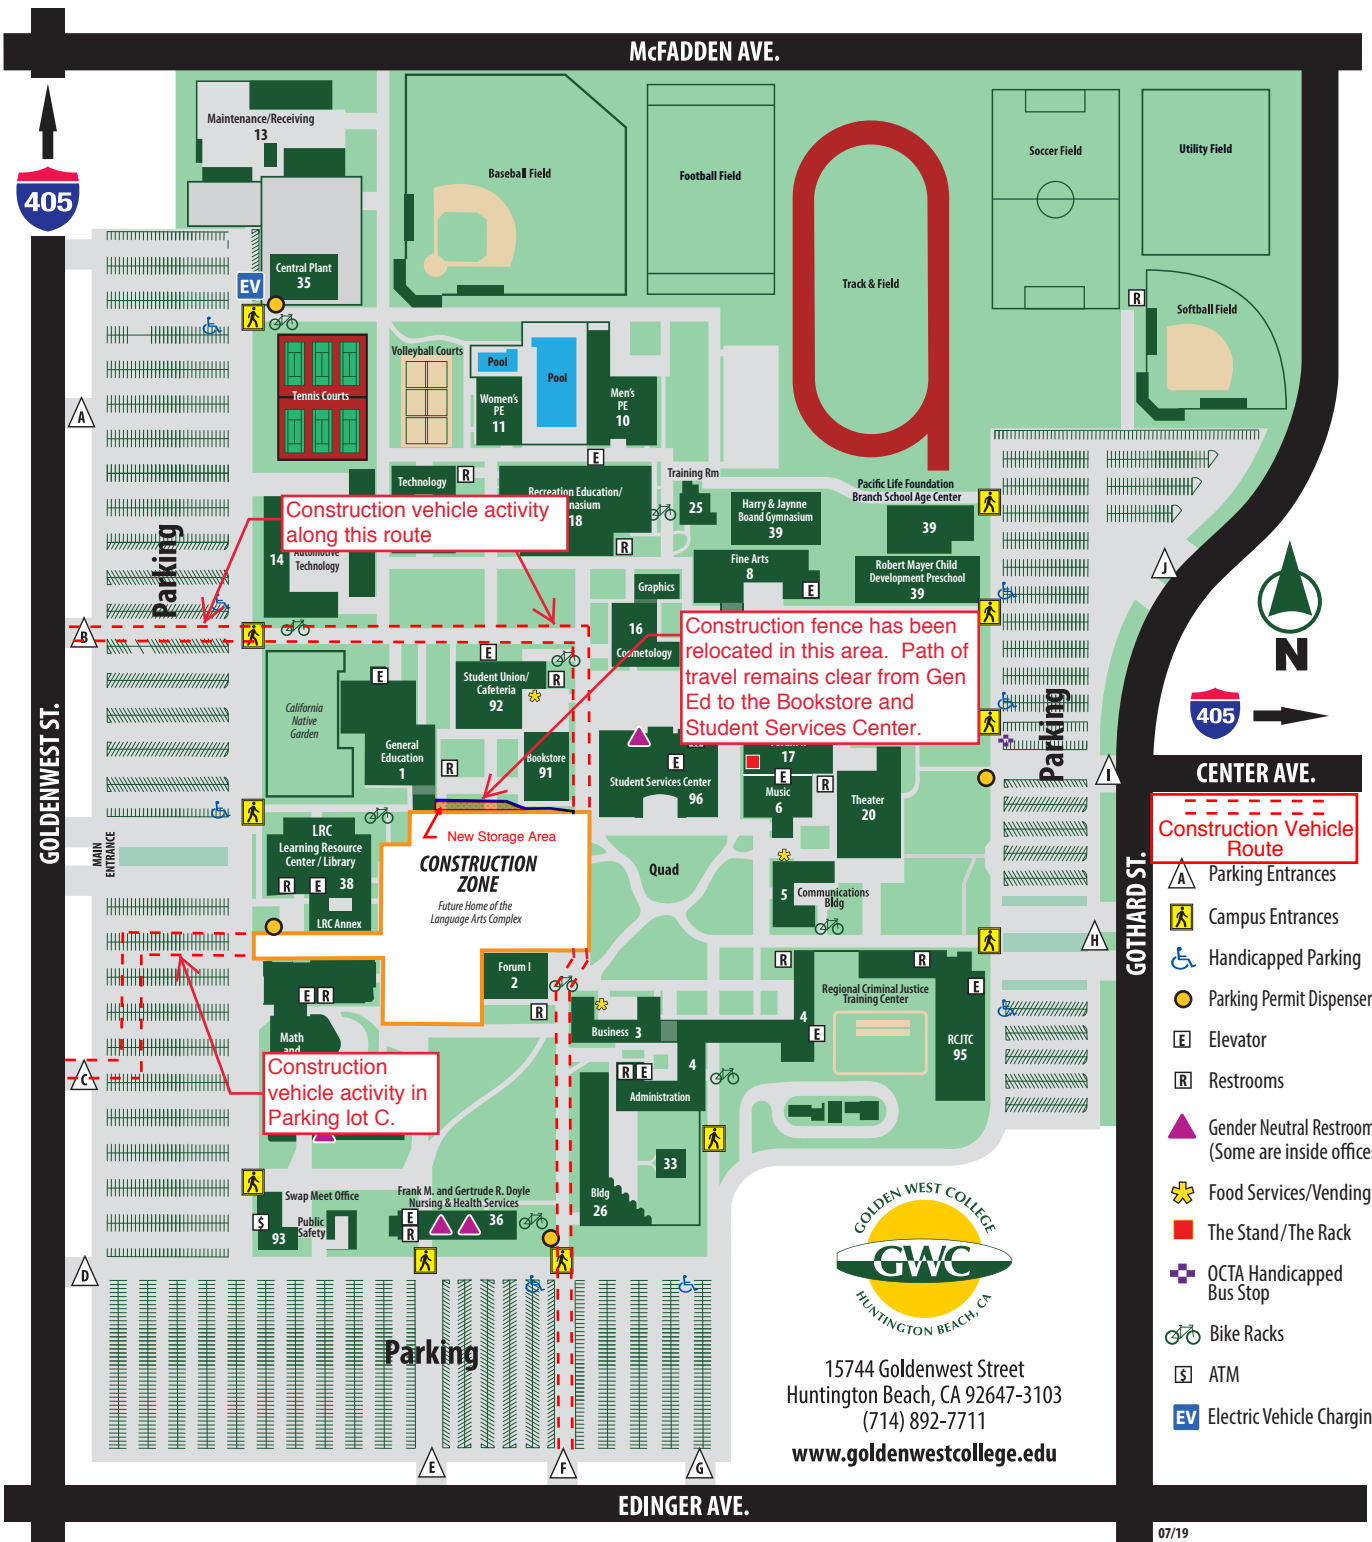 McFADDEN AVE.
Maintenance/Receiving
13
405
Baseball Field
Football Field
Track & Field
Soccer Field
Utility Field
Softball Field
R
Central Plant
35
EV
Tennis Courts
Volleyball Courts
Pool
Pool
Women's
PE
11
Men's
PE
10
A
Parking
Technology
R
E
Recreation Education/
18
R
Training Rm
25
Harry & Jaynne
Boand Gymnasium
39
Pacific Life Foundation
Branch School Age Center
39
Robert Mayer Child
Development Preschool
39
Fine Arts
8
E
Construction vehicle activity
along this route
14
Automotive
Technology
Graphics
16
Cosmetology
J
N
405
B
Construction fence has been
relocated in this area. Path of
travel remains clear from Gen
Ed to the Bookstore and
Student Services Center.
California
Native
Garden
E
General
Education
1
R
E
Student Union/
Cafeteria
92
R
Bookstore
91
Student Services Center
96
E
17
E
R
Music
6
Theater
20
Parking
I
CENTER AVE.
GOLDENWEST ST.
MAIN
ENTRANCE
LRC
Learning Resource
Center / Library
R
E
38
LRC Annex
New Storage Area
CONSTRUCTION
ZONE
Future Home of the
Language Arts Complex
Quad
5
Communications
Bldg
H
GOTHARD ST.
Construction Vehicle
Route
A
Parking Entrances
Campus Entrances
Handicapped Parking
Parking Permit Dispenser
E
Elevator
R
Restrooms
Gender Neutral Restroom
(Some are inside office
Food Services/Vending
The Stand/The Rack
OCTA Handicapped
Bus Stop
Bike Racks
$
ATM
EV
Electric Vehicle Chargin
E
R
Math
and
C
Construction
vehicle activity in
Parking lot C.
Forum I
2
R
Business
3
R
E
4
Administration
4
E
R
R
E
Regional Criminal Justice
Training Center
RCJTC
95
33
Bldg
26
Swap Meet Office
$
93
Public
Safety
Frank M. and Gertrude R. Doyle
Nursing & Health Services
E
R
36
D
Parking
E
F
G
GOLDEN WEST COLLEGE
GWC
HUNTINGTON BEACH, CA
15744 Goldenwest Street
Huntington Beach, CA 92647-3103
(714) 892-7711
www.goldenwestcollege.edu
EDINGER AVE.
07/19